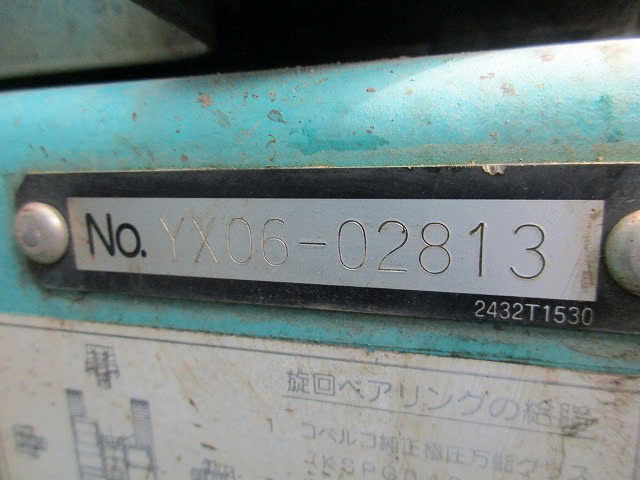 No. YX06-02813
2432T1530
旋回ベアリングの給脂
1. コベルコ純正極圧万能グリス